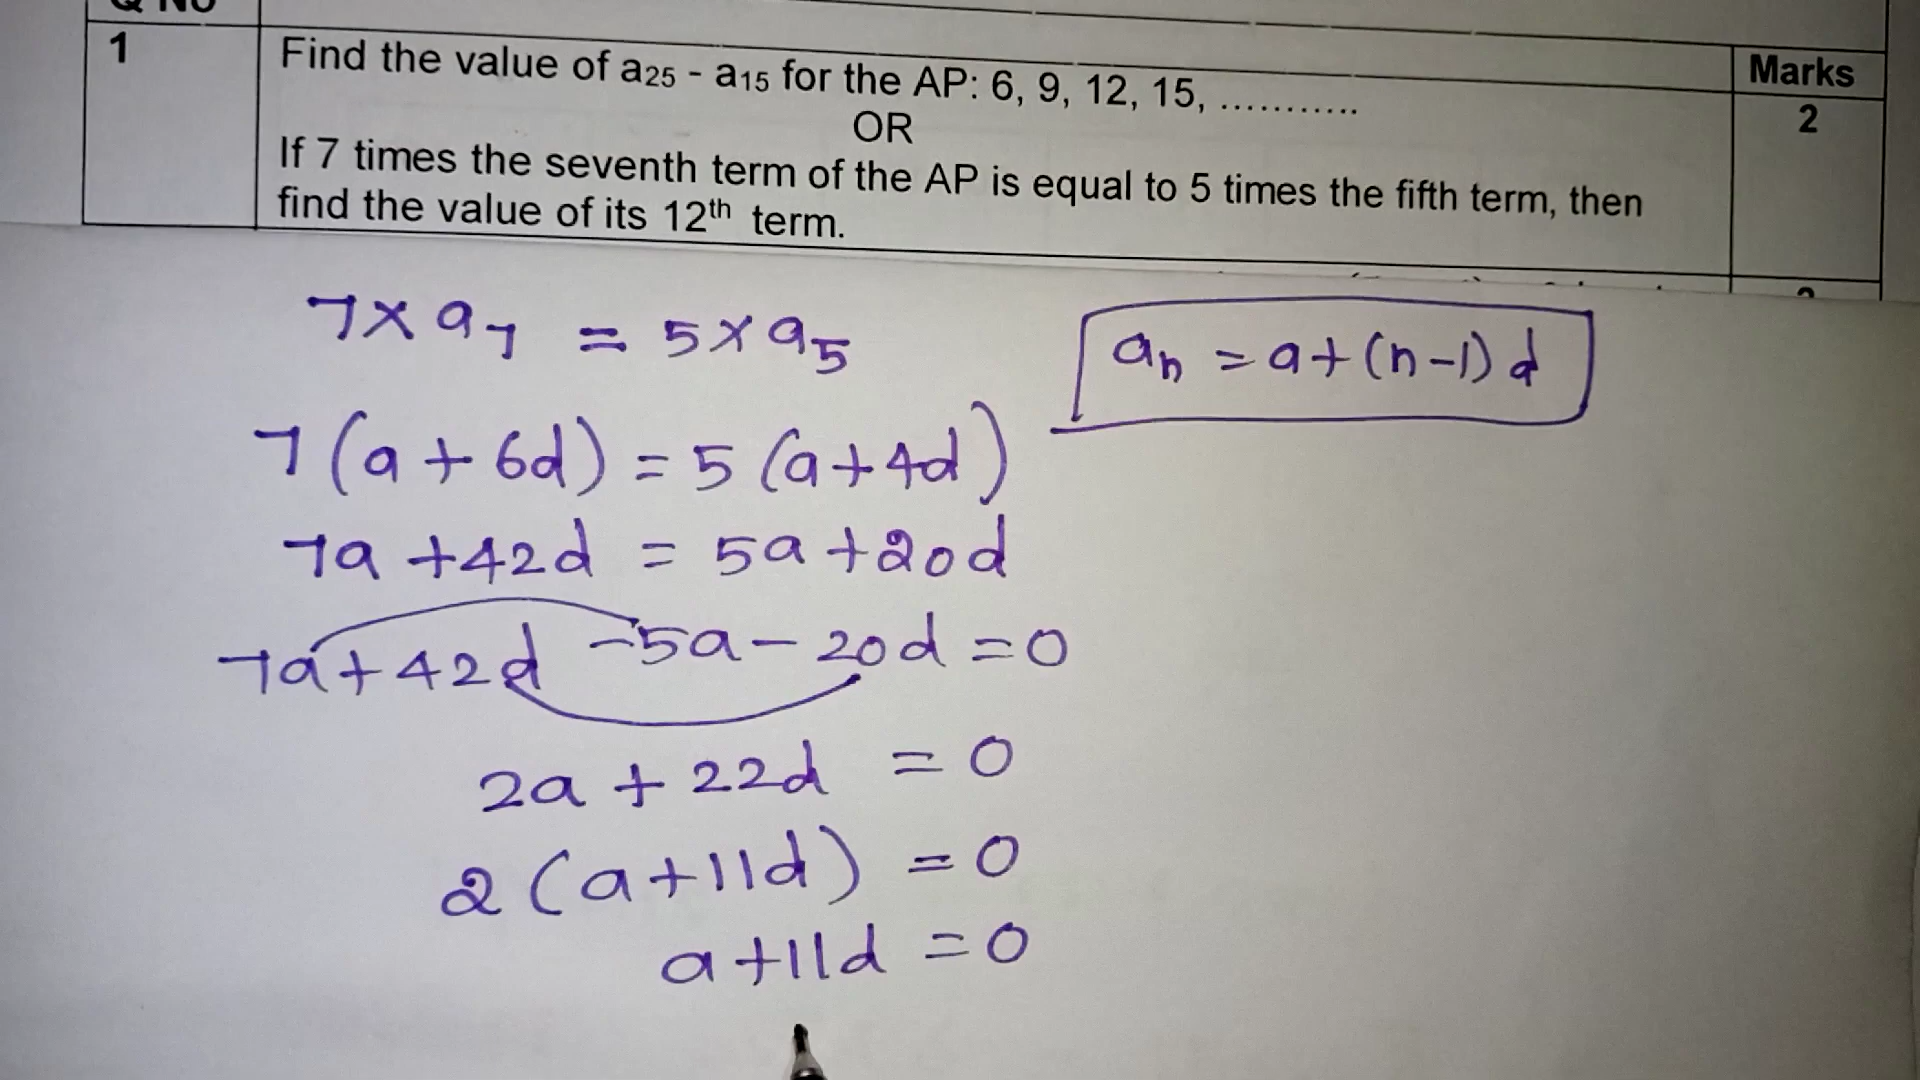 Q No
1
Find the value of a₂₅ - a₁₅ for the AP: 6, 9, 12, 15, ...........
Marks
2
OR
If 7 times the seventh term of the AP is equal to 5 times the fifth term, then
find the value of its 12ᵗʰ term.
7 x a₇ = 5 x a₅
aₙ = a+(n-1) d
7 (a + 6d) = 5 (a+4d)
7a +42d = 5a +20d
7a+42d -5a-20d =0
2a + 22d = 0
2 (a+11d) =0
a+11d =0